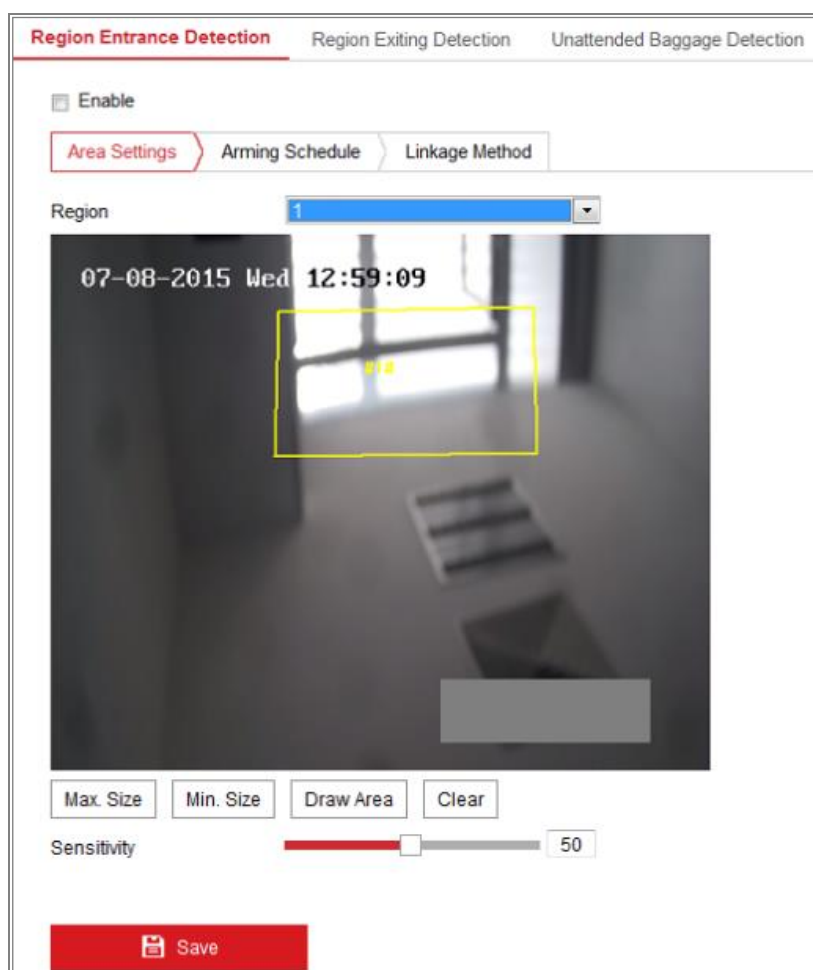 Region Entrance Detection Region Exiting Detection Unattended Baggage Detection
Enable
Area Settings Arming Schedule Linkage Method
Region 1
07-08-2015 Wed 12:59:09
#1#
Max. Size Min. Size Draw Area Clear
Sensitivity 50
Save